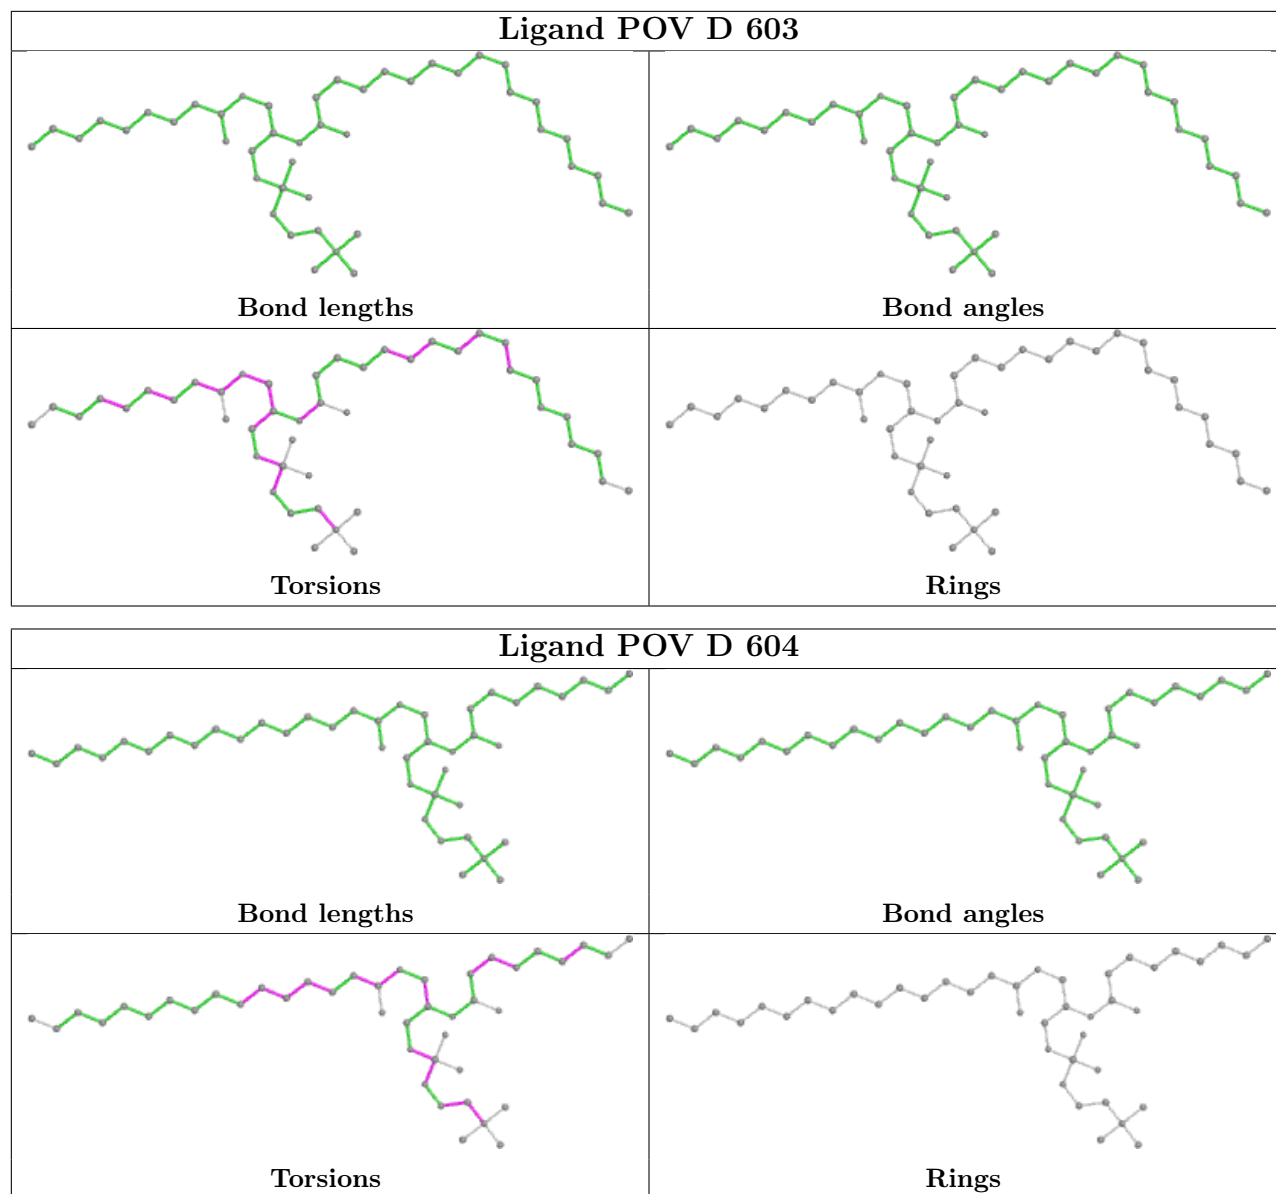 Ligand POV D 603
Bond lengths
Bond angles
Torsions
Rings
Ligand POV D 604
Bond lengths
Bond angles
Torsions
Rings